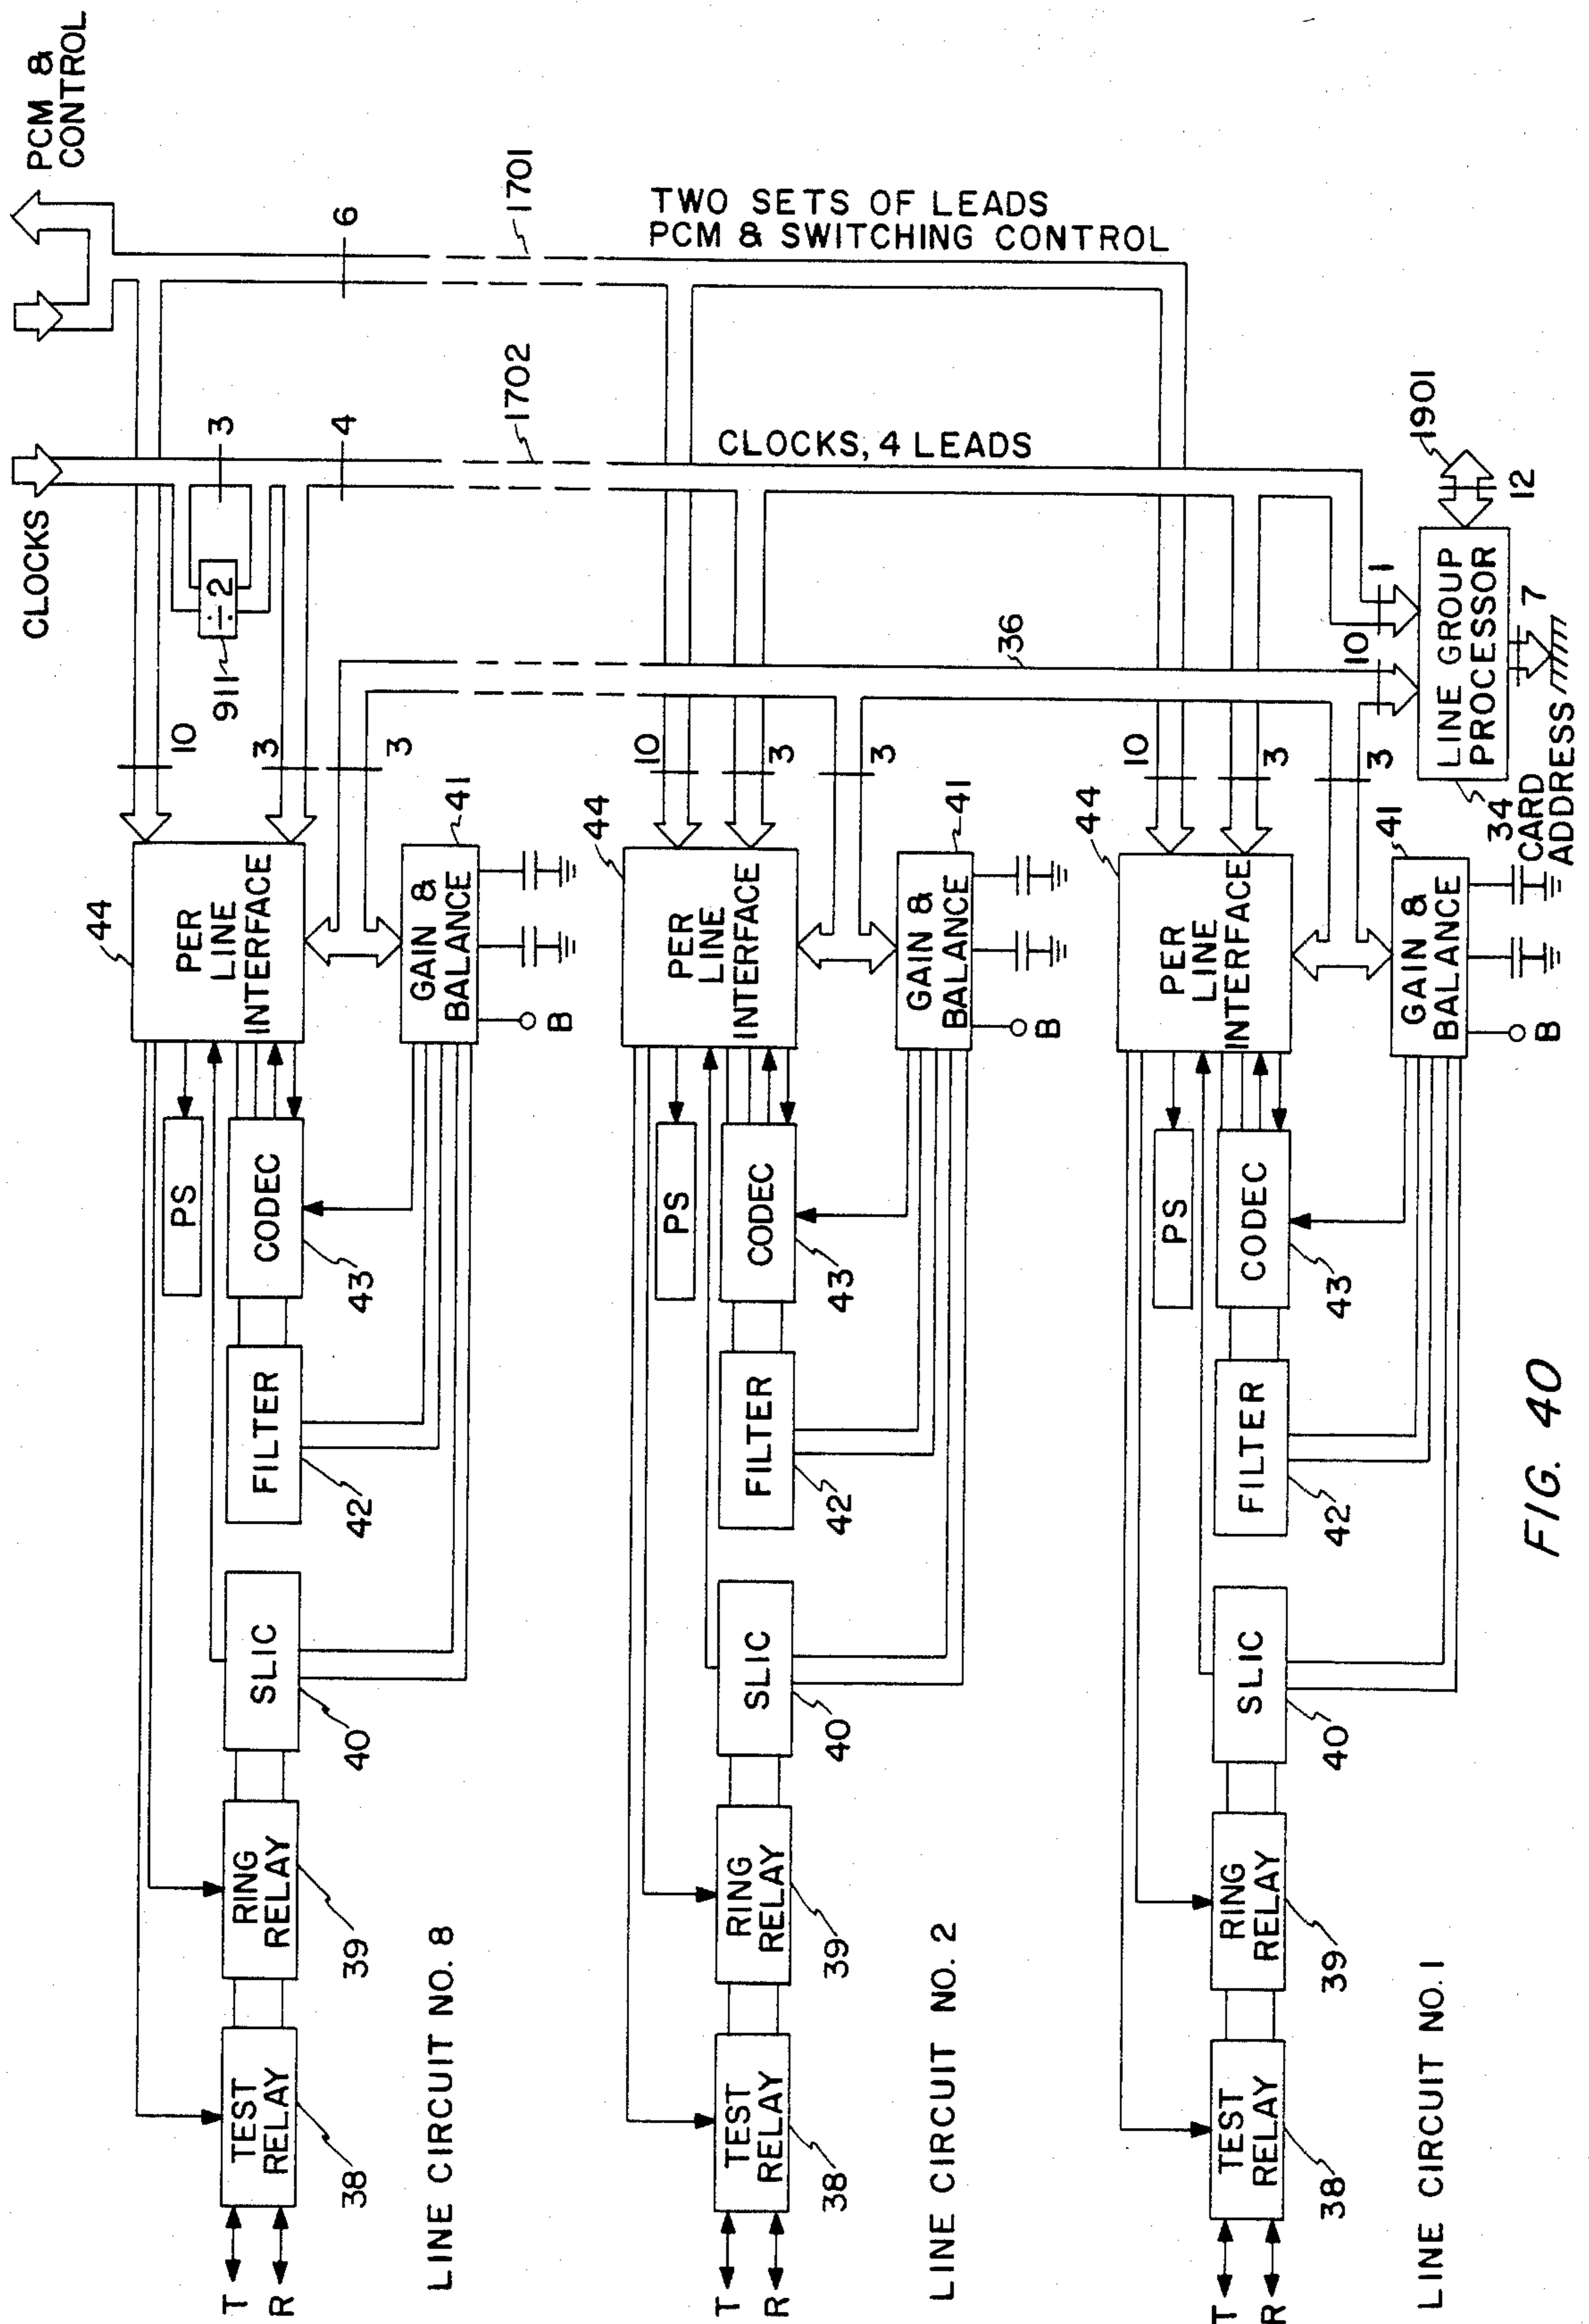 PCM &
CONTROL
CLOCKS
6
1701
TWO SETS OF LEADS
PCM & SWITCHING CONTROL
3
4
1702
CLOCKS, 4 LEADS
÷2
911
36
10
3
3
44
PER
LINE
INTERFACE
GAIN &
BALANCE
41
B
PS
CODEC
43
FILTER
42
SLIC
40
RING
RELAY
39
TEST
RELAY
38
T
R
LINE CIRCUIT NO. 8
10
3
3
44
PER
LINE
INTERFACE
GAIN &
BALANCE
41
B
PS
CODEC
43
FILTER
42
SLIC
40
RING
RELAY
39
TEST
RELAY
38
T
R
LINE CIRCUIT NO. 2
10
3
3
44
PER
LINE
INTERFACE
GAIN &
BALANCE
41
B
PS
CODEC
43
FILTER
42
SLIC
40
RING
RELAY
39
TEST
RELAY
38
T
R
LINE CIRCUIT NO. 1
10
1
LINE GROUP
PROCESSOR
34
1901
12
7
CARD
ADDRESS
FIG. 40